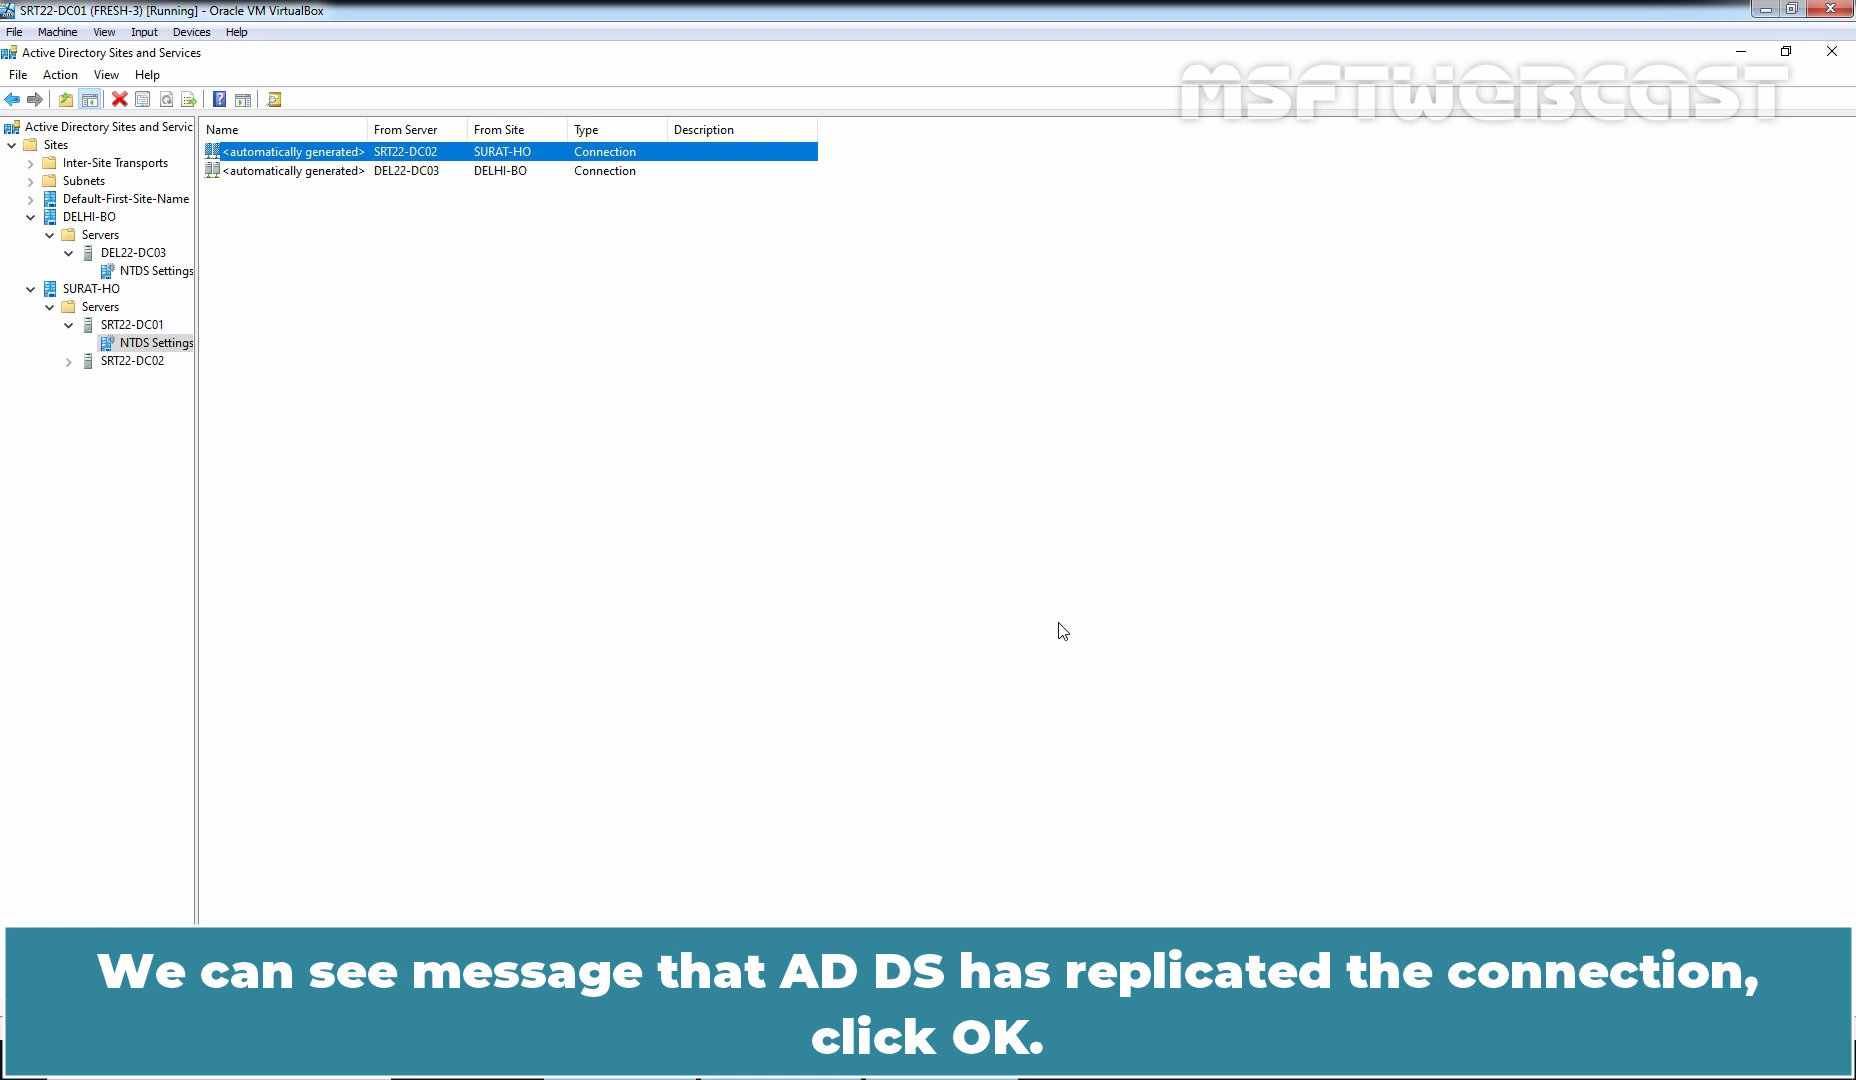 SRT22-DC01 (FRESH-3) [Running] - Oracle VM VirtualBox
File Machine View Input Devices Help
Active Directory Sites and Services
File Action View Help
MSFTWEBCAST
Active Directory Sites and Servic
Name From Server From Site Type Description
Sites
<automatically generated> SRT22-DC02 SURAT-HO Connection
Inter-Site Transports
<automatically generated> DEL22-DC03 DELHI-BO Connection
Subnets
Default-First-Site-Name
DELHI-BO
Servers
DEL22-DC03
NTDS Settings
SURAT-HO
Servers
SRT22-DC01
NTDS Settings
SRT22-DC02
We can see message that AD DS has replicated the connection,
click OK.